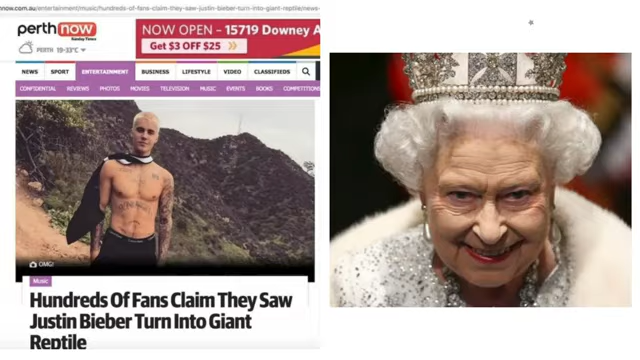 now.com.au/entertainment/music/hundreds-of-fans-claim-they-saw-justin-bieber-turn-into-giant-reptile/news-
perthnow
Sunday Times
PERTH 19-33°C
NOW OPEN – 15719 Downey A
Get $3 OFF $25
NEWS SPORT ENTERTAINMENT BUSINESS LIFESTYLE VIDEO CLASSIFIEDS
CONFIDENTIAL REVIEWS PHOTOS MOVIES TELEVISION MUSIC EVENTS BOOKS COMPETITIONS
OMG!
Music
Hundreds Of Fans Claim They Saw
Justin Bieber Turn Into Giant
Reptile